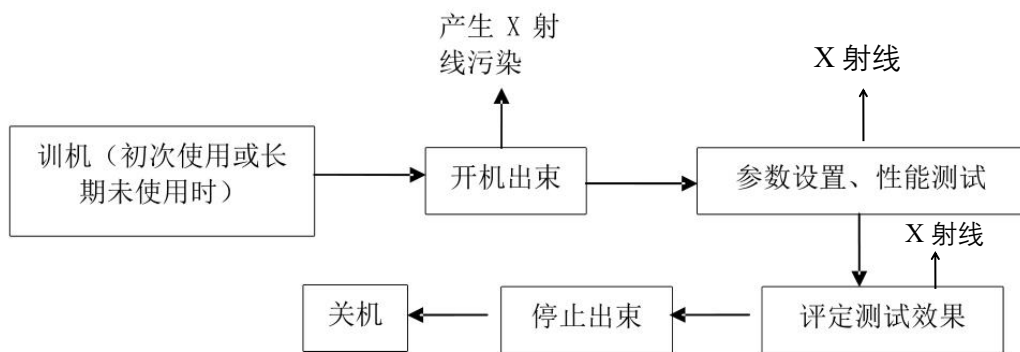 产生 X 射
线污染
X 射线
训机（初次使用或长
期未使用时）
开机出束
参数设置、性能测试
X 射线
关机
停止出束
评定测试效果